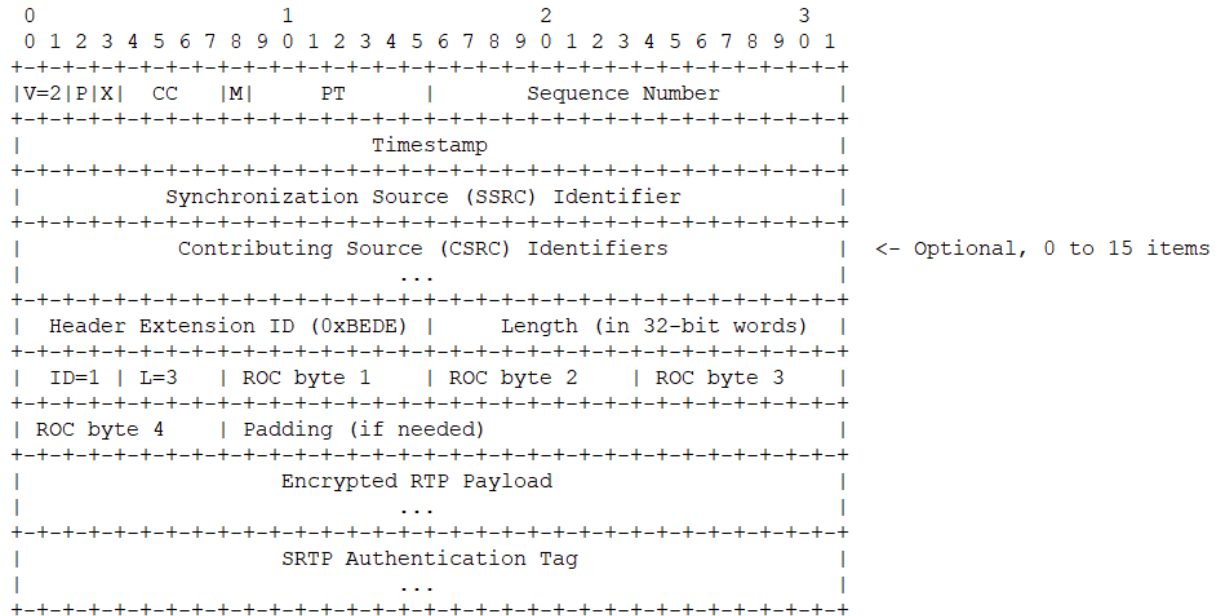 0                   1                   2                   3
 0 1 2 3 4 5 6 7 8 9 0 1 2 3 4 5 6 7 8 9 0 1 2 3 4 5 6 7 8 9 0 1
+-+-+-+-+-+-+-+-+-+-+-+-+-+-+-+-+-+-+-+-+-+-+-+-+-+-+-+-+-+-+-+-+
|V=2|P|X|  CC   |M|     PT      |       Sequence Number         |
+-+-+-+-+-+-+-+-+-+-+-+-+-+-+-+-+-+-+-+-+-+-+-+-+-+-+-+-+-+-+-+-+
|                           Timestamp                           |
+-+-+-+-+-+-+-+-+-+-+-+-+-+-+-+-+-+-+-+-+-+-+-+-+-+-+-+-+-+-+-+-+
|           Synchronization Source (SSRC) Identifier            |
+-+-+-+-+-+-+-+-+-+-+-+-+-+-+-+-+-+-+-+-+-+-+-+-+-+-+-+-+-+-+-+-+
|            Contributing Source (CSRC) Identifiers             |  <- Optional, 0 to 15 items
|                             ...                               |
+-+-+-+-+-+-+-+-+-+-+-+-+-+-+-+-+-+-+-+-+-+-+-+-+-+-+-+-+-+-+-+-+
|  Header Extension ID (0xBEDE) |     Length (in 32-bit words)  |
+-+-+-+-+-+-+-+-+-+-+-+-+-+-+-+-+-+-+-+-+-+-+-+-+-+-+-+-+-+-+-+-+
|  ID=1 | L=3   | ROC byte 1    | ROC byte 2    | ROC byte 3    |
+-+-+-+-+-+-+-+-+-+-+-+-+-+-+-+-+-+-+-+-+-+-+-+-+-+-+-+-+-+-+-+-+
| ROC byte 4    | Padding (if needed)                           |
+-+-+-+-+-+-+-+-+-+-+-+-+-+-+-+-+-+-+-+-+-+-+-+-+-+-+-+-+-+-+-+-+
|                    Encrypted RTP Payload                      |
|                             ...                               |
+-+-+-+-+-+-+-+-+-+-+-+-+-+-+-+-+-+-+-+-+-+-+-+-+-+-+-+-+-+-+-+-+
|                    SRTP Authentication Tag                    |
|                             ...                               |
+-+-+-+-+-+-+-+-+-+-+-+-+-+-+-+-+-+-+-+-+-+-+-+-+-+-+-+-+-+-+-+-+